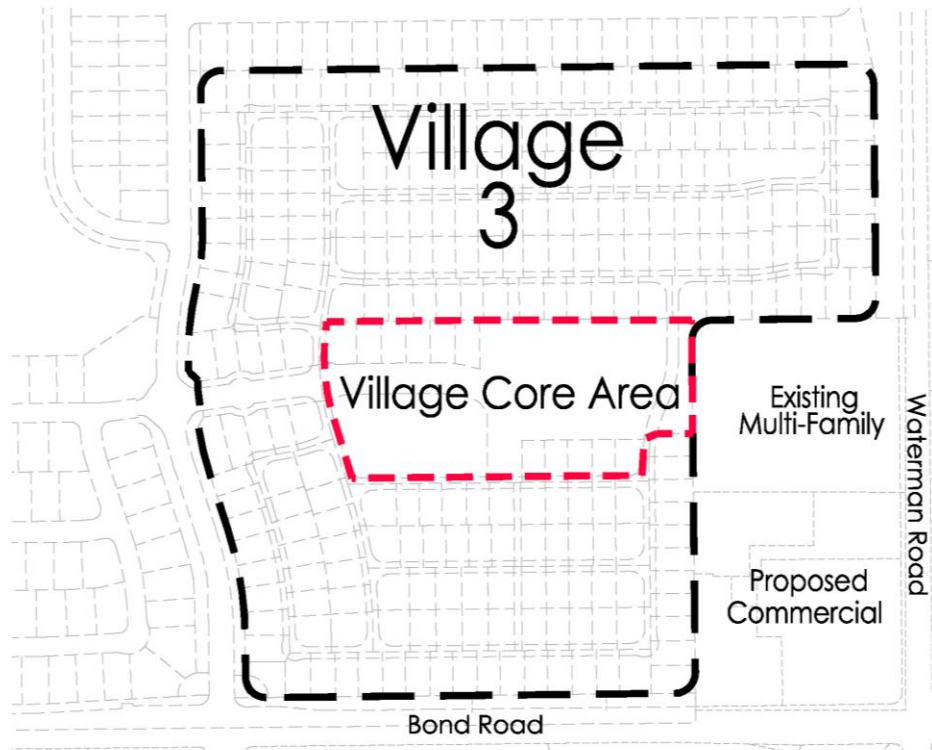 Village
3
Village Core Area
Existing
Multi-Family
Waterman Road
Proposed
Commercial
Bond Road